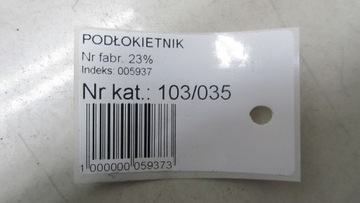 PODŁOKIETNIK
Nr fabr. 23%
Indeks: 005937
Nr kat.: 103/035
1 000000 059373